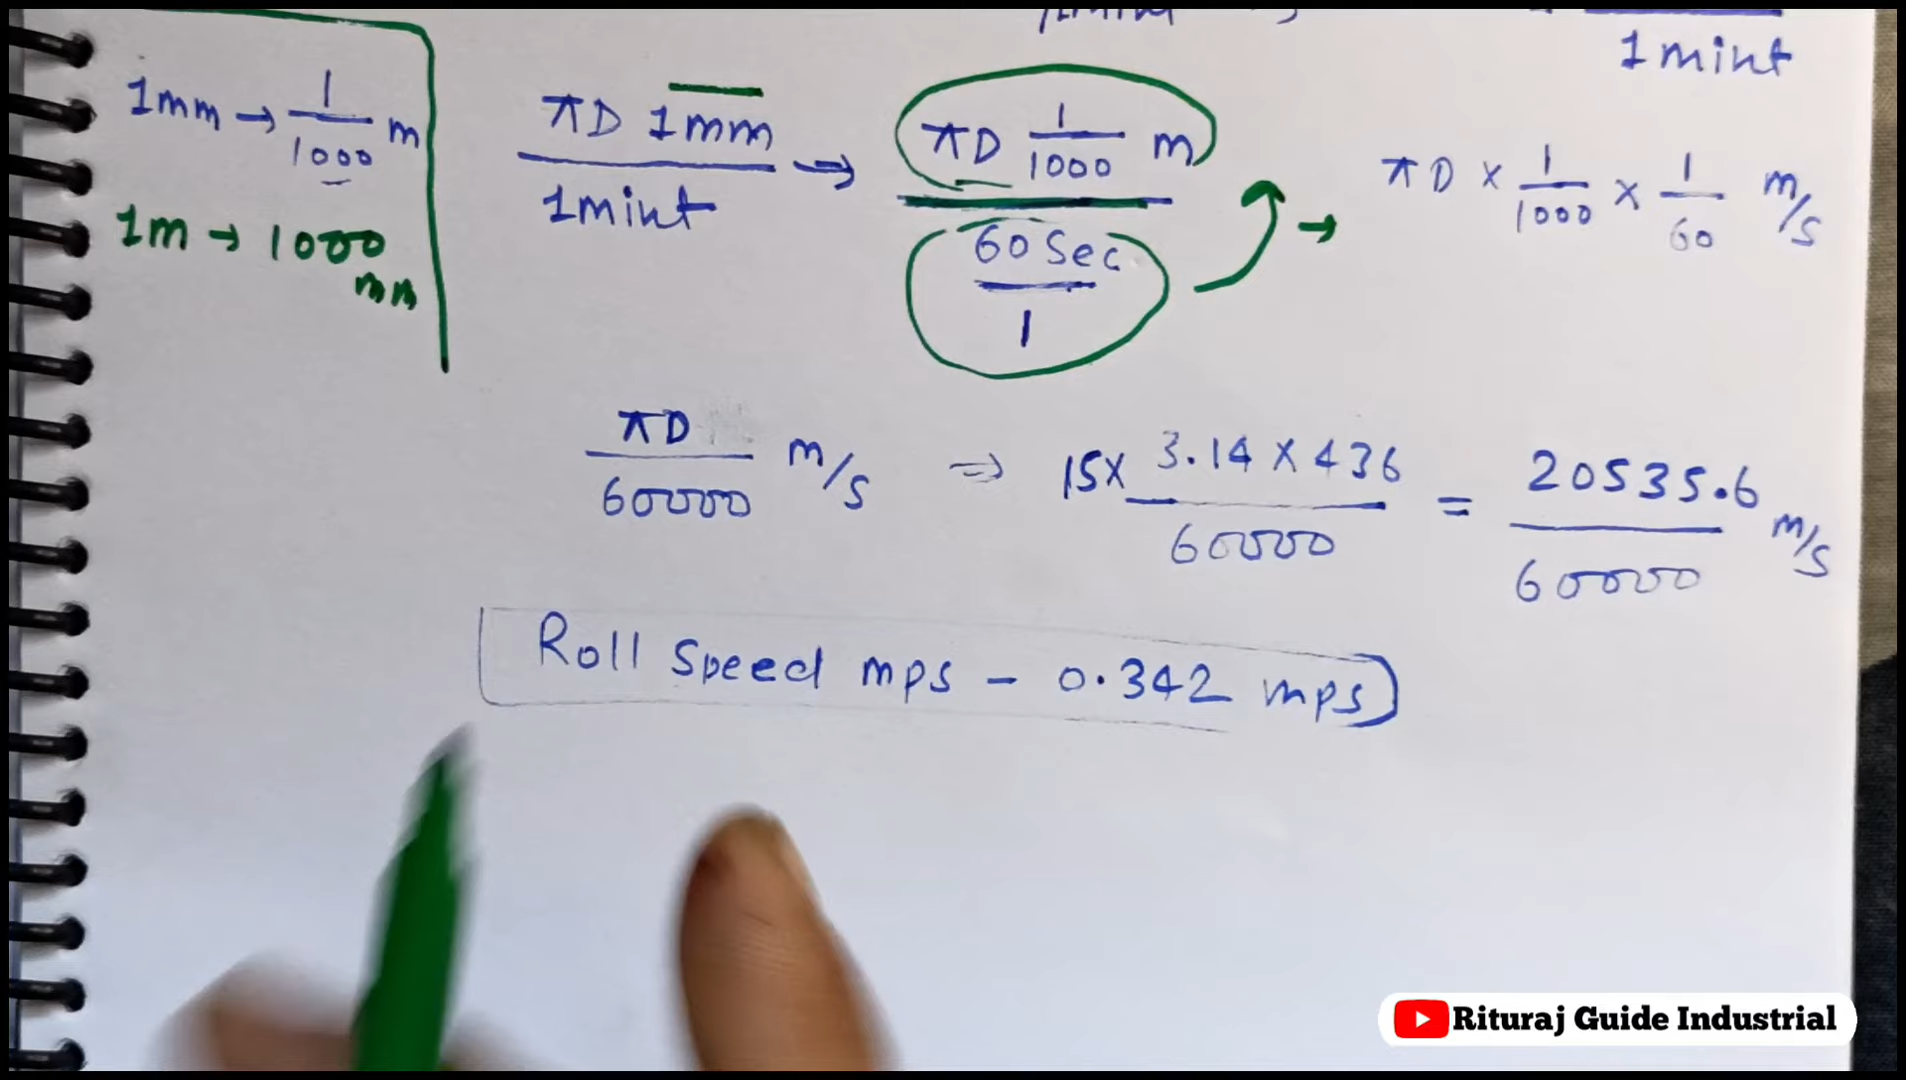 1mint
1mm → 1/1000 m
1m → 1000 mm
πD 1mm / 1mint → πD 1/1000 m / 60 Sec / 1 → πD × 1/1000 × 1/60 m/s
πD / 60000 m/s ⇒ 15× 3.14 × 436 / 60000 = 20535.6 / 60000 m/s
Roll Speed mps - 0.342 mps
Rituraj Guide Industrial